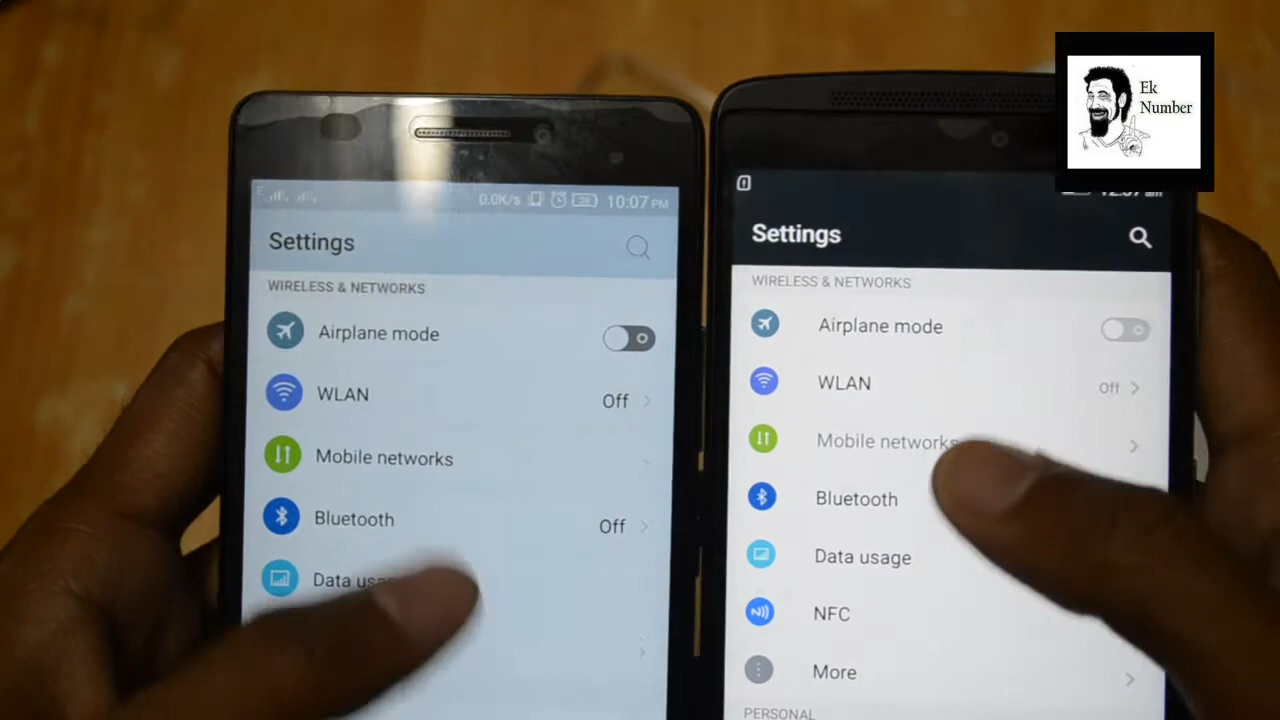 0.0K/s 10:07 PM
Settings
WIRELESS & NETWORKS
Airplane mode
WLAN
Off
Mobile networks
Bluetooth
Off
Data
Settings
WIRELESS & NETWORKS
Airplane mode
WLAN
Off
Mobile networks
Bluetooth
Data usage
NFC
More
PERSONAL
Ek
Number